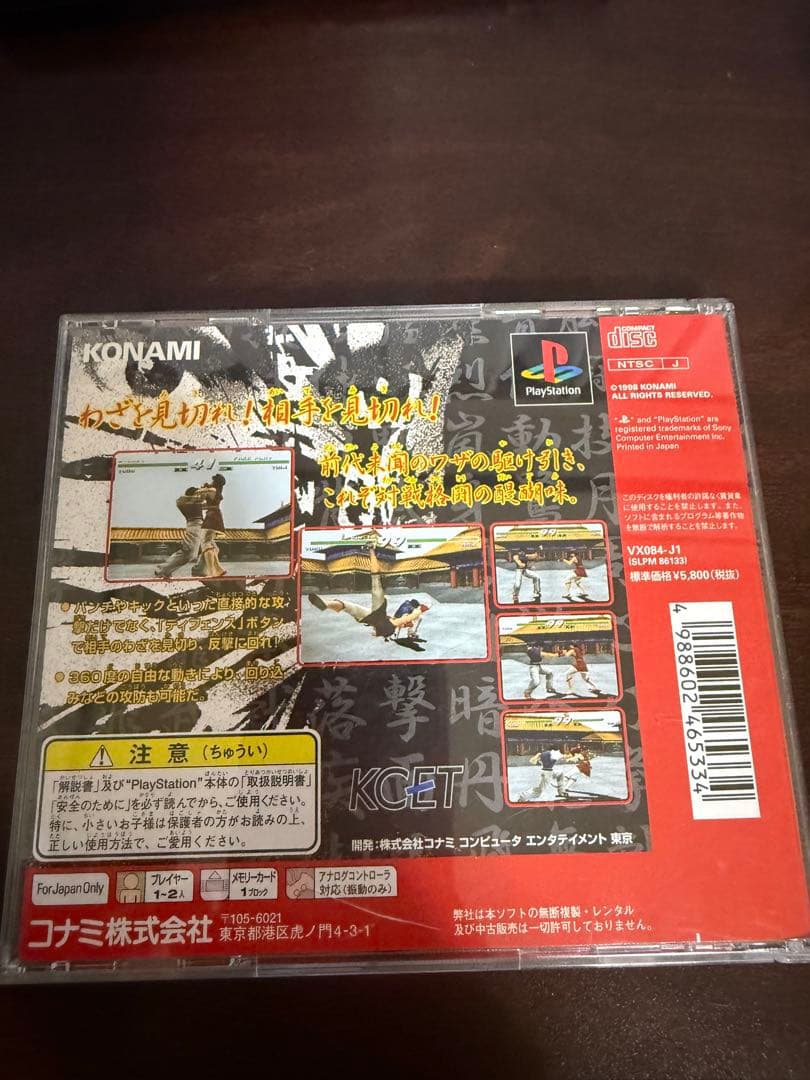 KONAMI
PlayStation
わざを見切れ!相手を見切れ!
前代未聞のワザの駆け引き、
これぞ対戦格闘の醍醐味。
●パンチやキックといった直接的な攻
撃だけでなく、「ディフェンス」ボタン
で相手のわざを見切り、反撃に回れ!
●360度の自由な動きにより、回り込
みなどの攻防も可能だ。
注意(ちゅうい)
「解説書」及び"PlayStation"本体の「取扱説明書」
「安全のために」を必ず読んでから、ご使用ください。
特に、小さいお子様は保護者の方がお読みの上、
正しい使用方法で、ご愛用ください。
KCET
開発:株式会社コナミ コンピュータ エンタテイメント 東京
COMPACT
disc
NTSC J
©1998 KONAMI
ALL RIGHTS RESERVED.
" " and "PlayStation" are
registered trademarks of Sony
Computer Entertainment Inc.
Printed in Japan
このディスクを権利者の許諾なく賃貸業
に使用することを禁止します。また、
ソフトに含まれるプログラム等著作物
を無断で解析することを禁止します。
VX084-J1
(SLPM 86133)
標準価格¥5,800(税抜)
4 988602 465334
For Japan Only
プレイヤー
1~2人
メモリーカード
1ブロック
アナログコントローラ
対応(振動のみ)
コナミ株式会社
〒105-6021
東京都港区虎ノ門4-3-1
弊社は本ソフトの無断複製・レンタル
及び中古販売は一切許可しておりません。